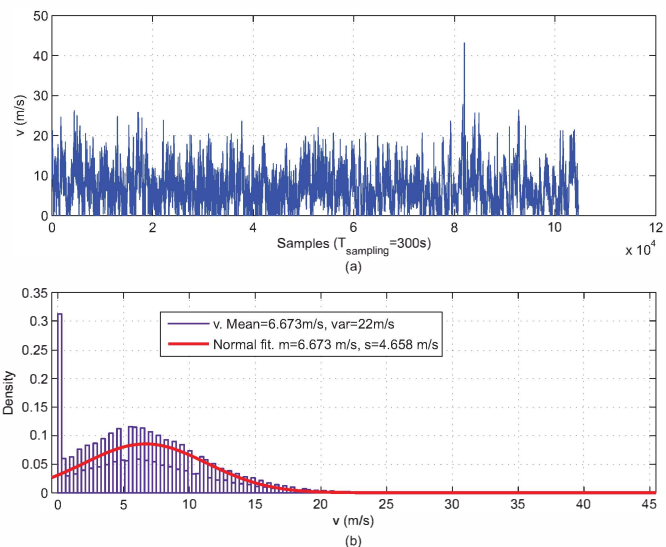 50
40
30
20
10
0
v (m/s)
0 2 4 6 8 10 12
Samples (T_sampling=300s)
x 10^4
(a)
0.35
0.3
0.25
0.2
0.15
0.1
0.05
0
Density
v. Mean=6.673m/s, var=22m/s
Normal fit. m=6.673 m/s, s=4.658 m/s
0 5 10 15 20 25 30 35 40 45
v (m/s)
(b)